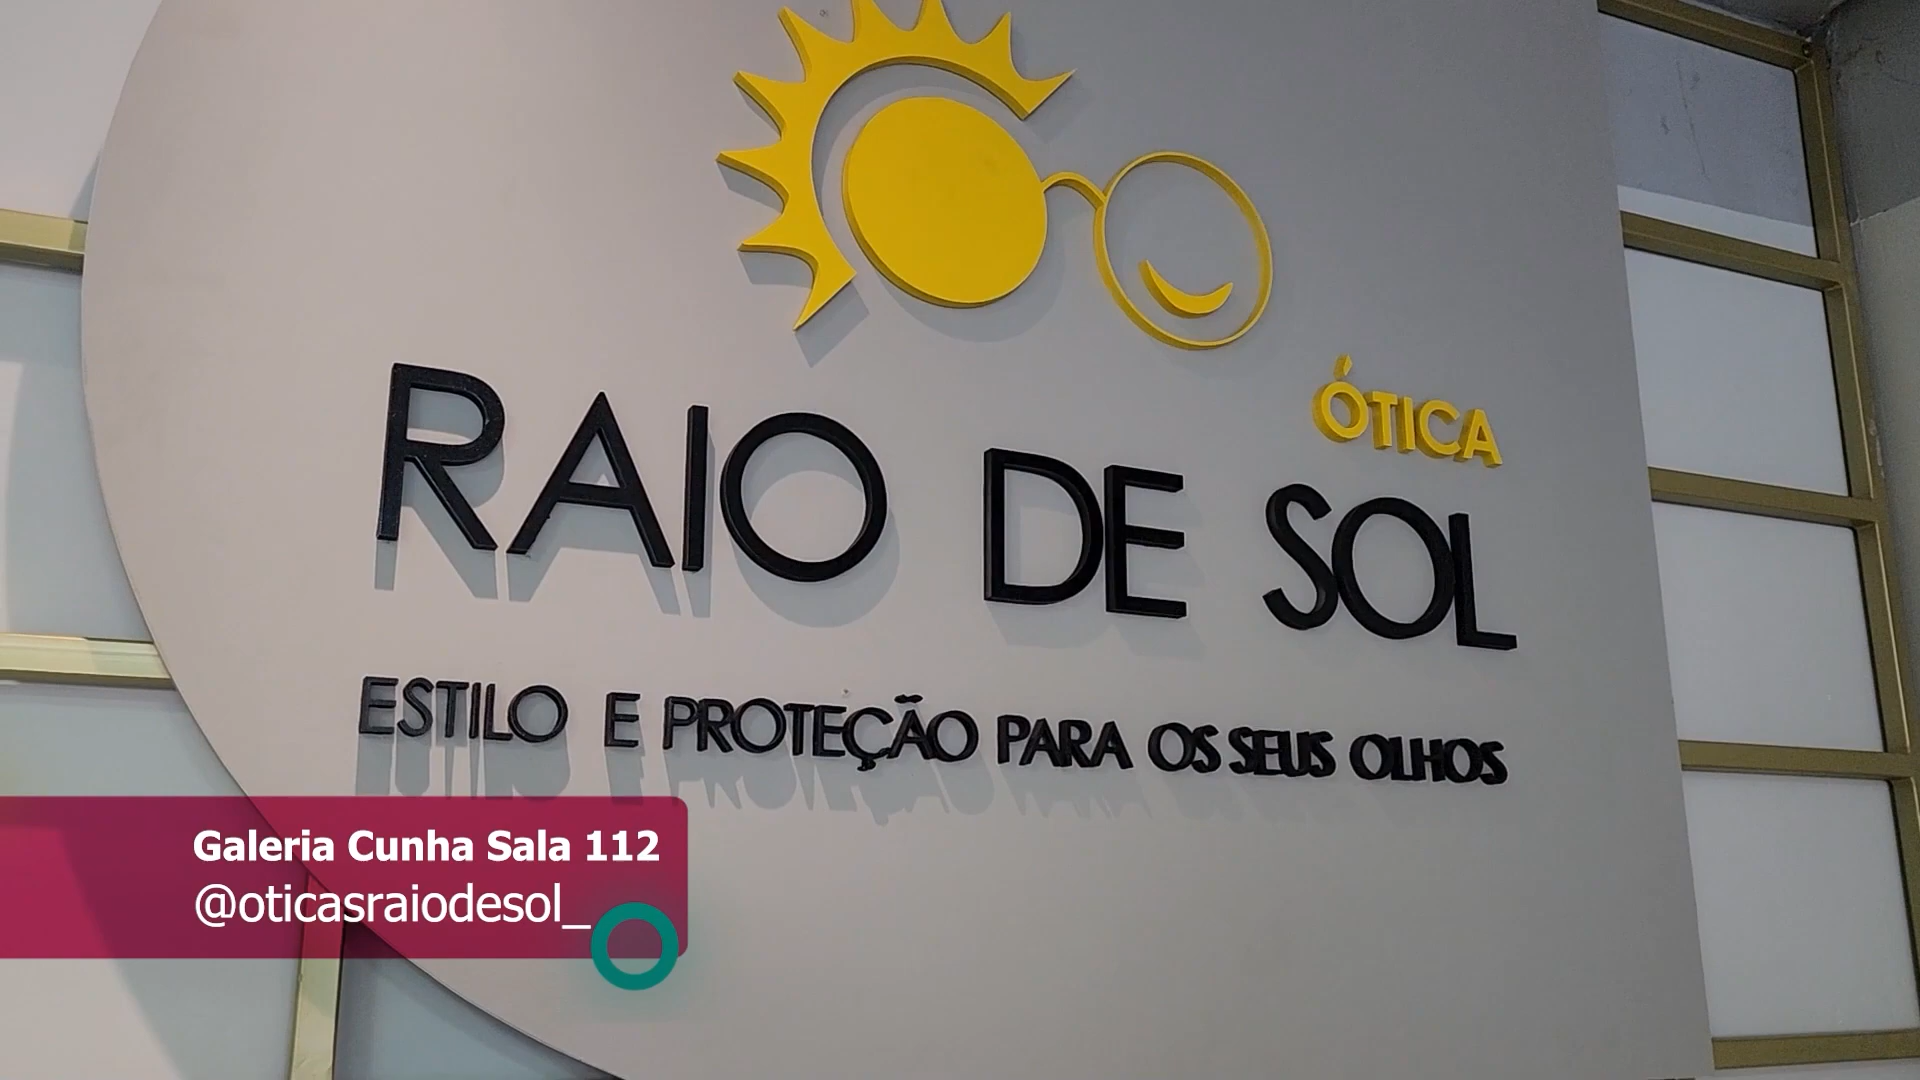 ÓTICA
RAIO DE SOL
ESTILO E PROTEÇÃO PARA OS SEUS OLHOS
Galeria Cunha Sala 112
@oticasraiodesol_